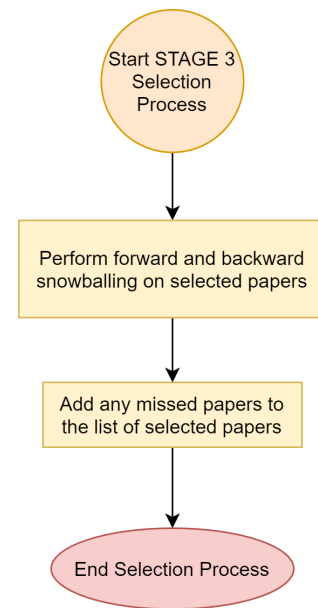 Start STAGE 3
Selection
Process
Perform forward and backward
snowballing on selected papers
Add any missed papers to
the list of selected papers
End Selection Process